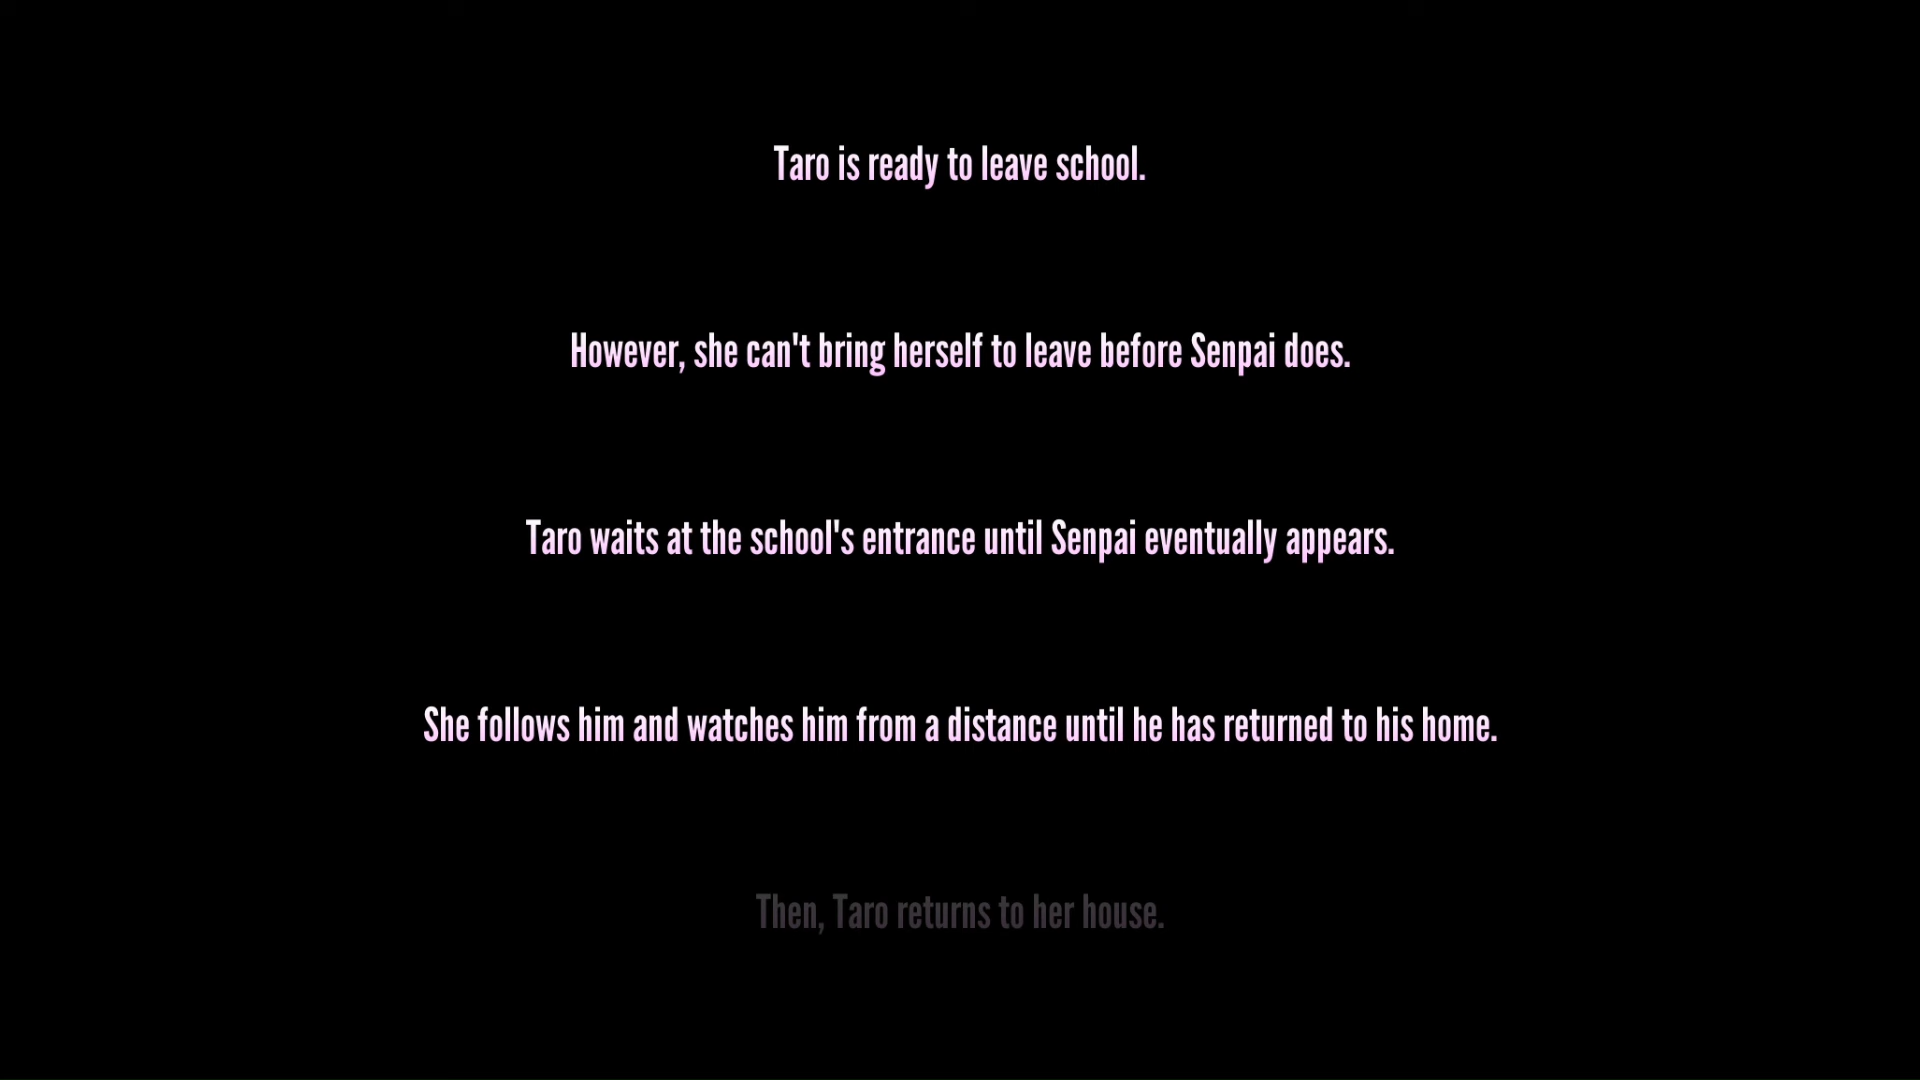 Taro is ready to leave school.
However, she can't bring herself to leave before Senpai does.
Taro waits at the school's entrance until Senpai eventually appears.
She follows him and watches him from a distance until he has returned to his home.
Then, Taro returns to her house.